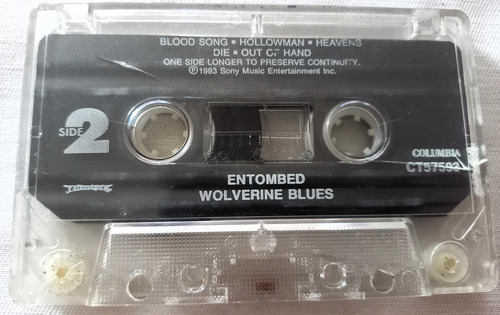 BLOOD SONG ▪ HOLLOWMAN ▪ HEAVENS
DIE ▪ OUT OF HAND
ONE SIDE LONGER TO PRESERVE CONTINUITY.
℗ 1993 Sony Music Entertainment Inc.
SIDE 2
COLUMBIA
CT57593
ENTOMBED
WOLVERINE BLUES